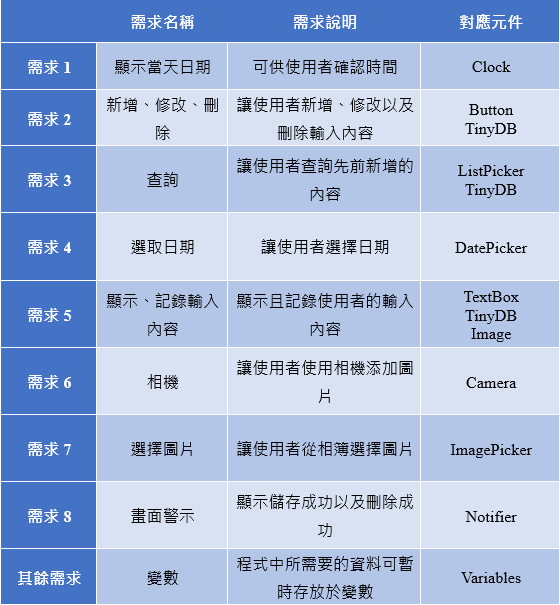 需求名稱 需求說明 對應元件
需求 1 顯示當天日期 可供使用者確認時間 Clock
需求 2 新增、修改、刪
除 讓使用者新增、修改以及
刪除輸入內容 Button
TinyDB
需求 3 查詢 讓使用者查詢先前新增的
內容 ListPicker
TinyDB
需求 4 選取日期 讓使用者選擇日期 DatePicker
需求 5 顯示、記錄輸入
內容 顯示且記錄使用者的輸入
內容 TextBox
TinyDB
Image
需求 6 相機 讓使用者使用相機添加圖
片 Camera
需求 7 選擇圖片 讓使用者從相簿選擇圖片 ImagePicker
需求 8 畫面警示 顯示儲存成功以及刪除成
功 Notifier
其餘需求 變數 程式中所需要的資料可暫
時存放於變數 Variables